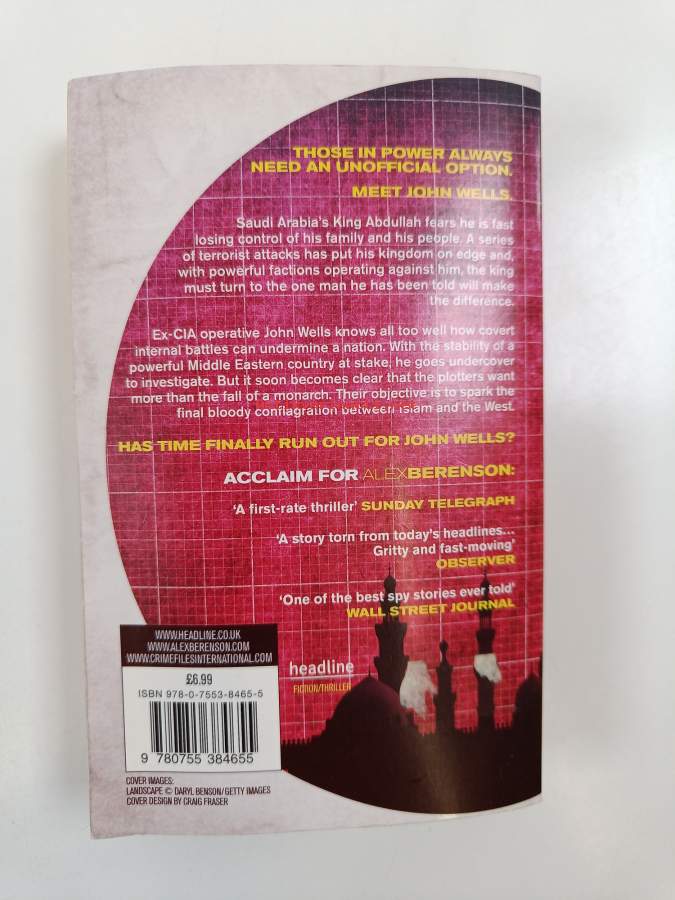 THOSE IN POWER ALWAYS
NEED AN UNOFFICIAL OPTION.
MEET JOHN WELLS.
Saudi Arabia's King Abdullah fears he is fast
losing control of his family and his people. A series
of terrorist attacks has put his kingdom on edge and,
with powerful factions operating against him, the king
must turn to the one man he has been told will make
the difference.
Ex-CIA operative John Wells knows all too well how covert
internal battles can undermine a nation. With the stability of a
powerful Middle Eastern country at stake, he goes undercover
to investigate. But it soon becomes clear that the plotters want
more than the fall of a monarch. Their objective is to spark the
final bloody conflagration between Islam and the West.
HAS TIME FINALLY RUN OUT FOR JOHN WELLS?
ACCLAIM FOR ALEXBERENSON:
'A first-rate thriller' SUNDAY TELEGRAPH
'A story torn from today's headlines...
Gritty and fast-moving'
OBSERVER
'One of the best spy stories ever told'
WALL STREET JOURNAL
WWW.HEADLINE.CO.UK
WWW.ALEXBERENSON.COM
WWW.CRIMEFILESINTERNATIONAL.COM
£6.99
ISBN 978-0-7553-8465-5
9 780755 384655
headline
FICTION/THRILLER
COVER IMAGES:
LANDSCAPE © DARYL BENSON/GETTY IMAGES
COVER DESIGN BY CRAIG FRASER